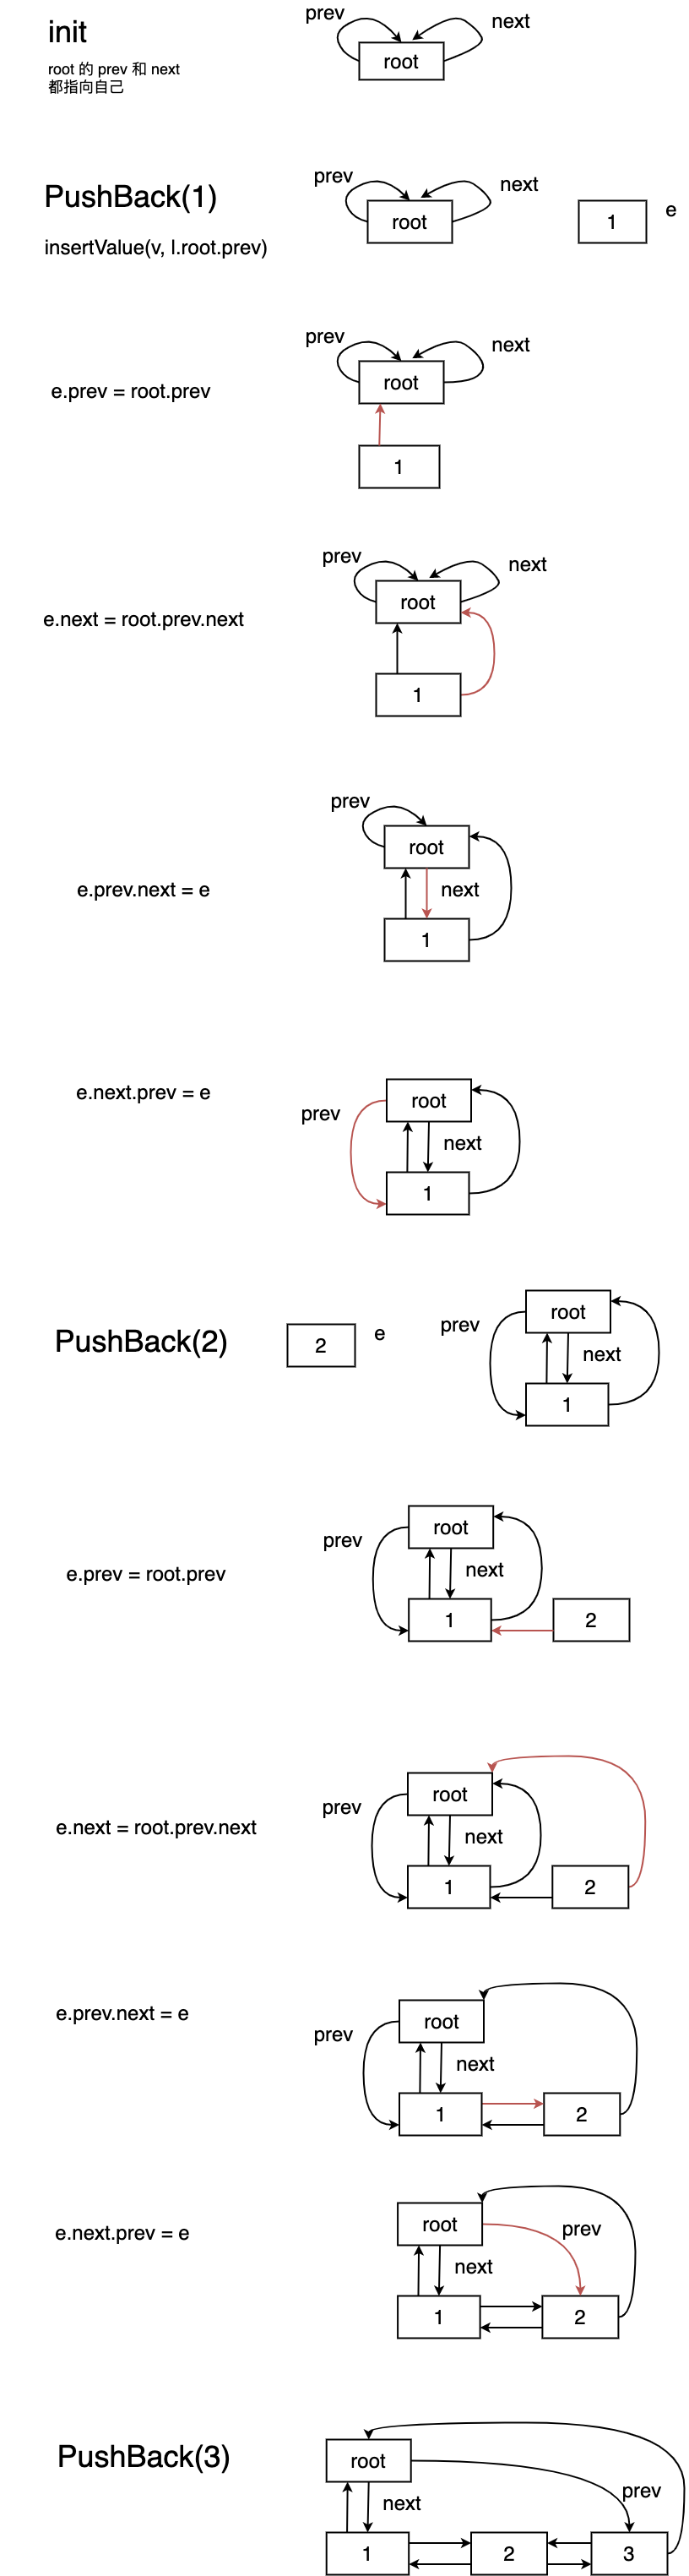 init
prev
next
root
root 的 prev 和 next
都指向自己
PushBack(1)
prev
next
root
1
e
insertValue(v, l.root.prev)
prev
next
root
e.prev = root.prev
1
prev
next
root
e.next = root.prev.next
1
prev
root
e.prev.next = e
next
1
e.next.prev = e
root
prev
next
1
PushBack(2)
2
e
prev
root
next
1
root
prev
next
e.prev = root.prev
1
2
root
prev
next
e.next = root.prev.next
1
2
e.prev.next = e
root
prev
next
1
2
e.next.prev = e
root
prev
next
1
2
PushBack(3)
root
prev
next
1
2
3